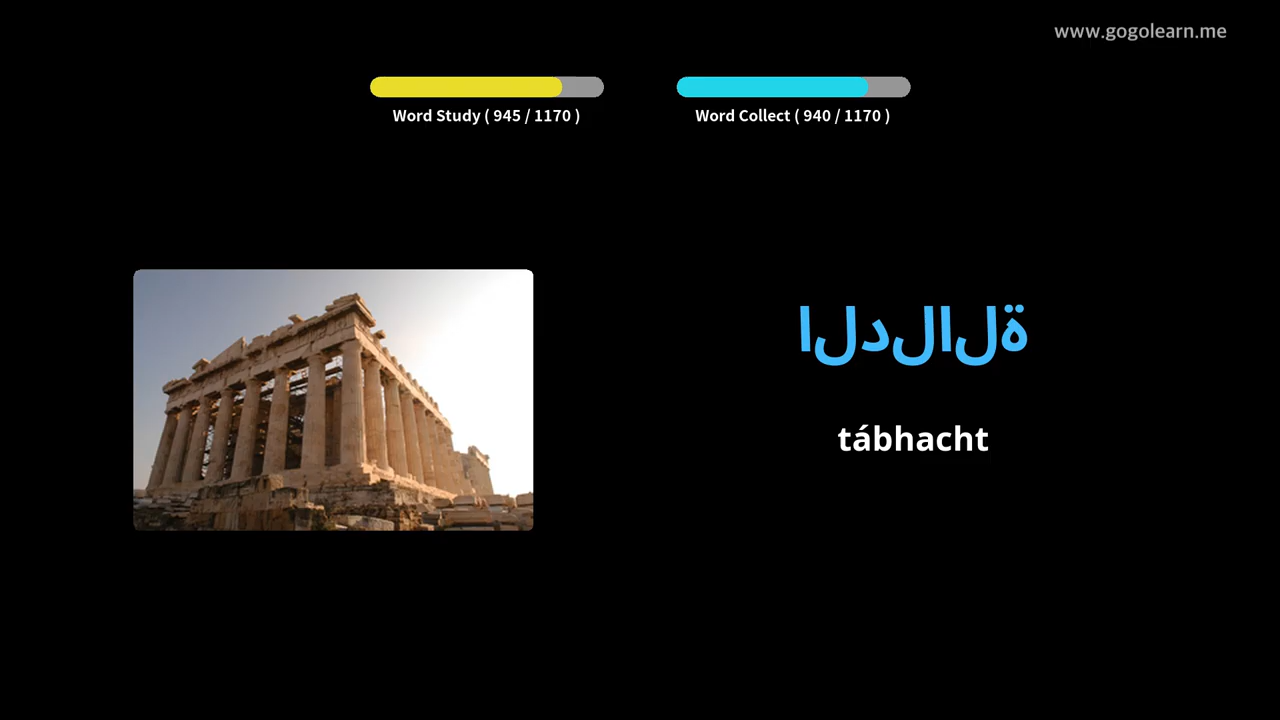 www.gogolearn.me
Word Study ( 945 / 1170 )
Word Collect ( 940 / 1170 )
الدلالة
tábhacht